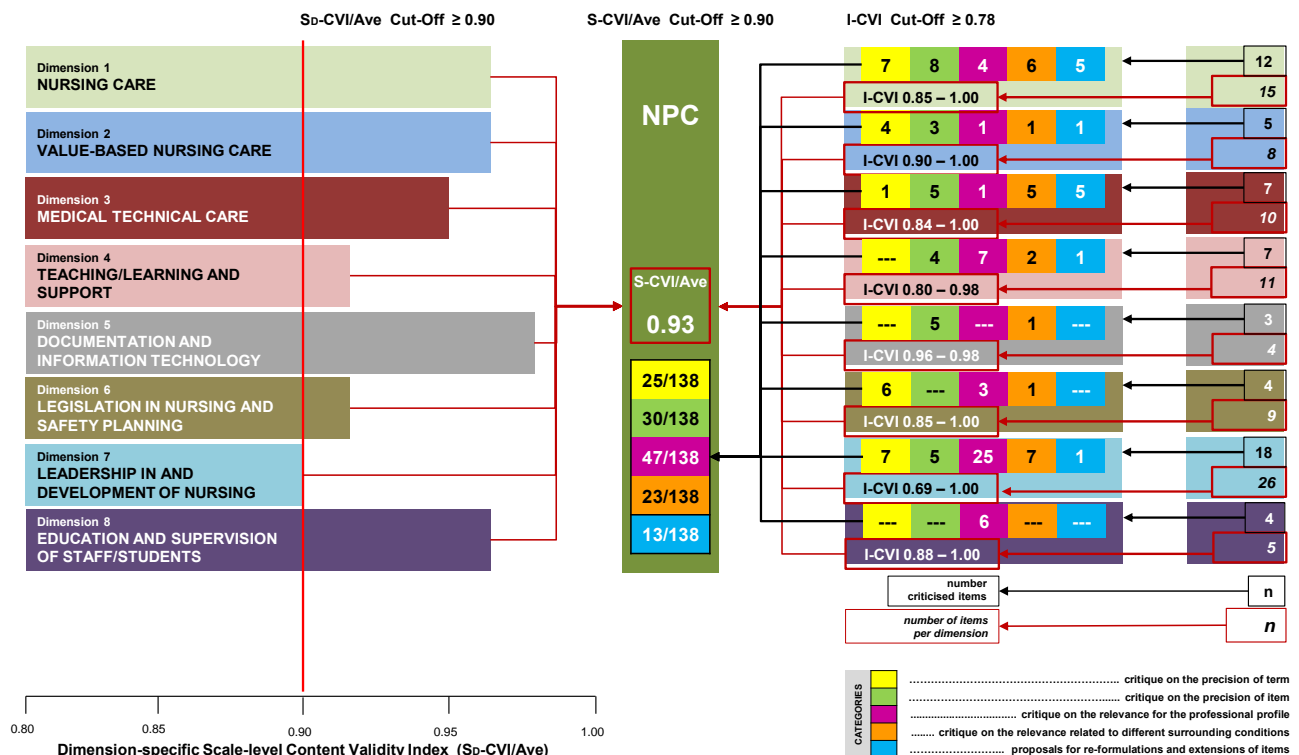 SD-CVI/Ave Cut-Off ≥ 0.90
S-CVI/Ave Cut-Off ≥ 0.90
I-CVI Cut-Off ≥ 0.78
Dimension 1
NURSING CARE
Dimension 2
VALUE-BASED NURSING CARE
Dimension 3
MEDICAL TECHNICAL CARE
Dimension 4
TEACHING/LEARNING AND
SUPPORT
Dimension 5
DOCUMENTATION AND
INFORMATION TECHNOLOGY
Dimension 6
LEGISLATION IN NURSING AND
SAFETY PLANNING
Dimension 7
LEADERSHIP IN AND
DEVELOPMENT OF NURSING
Dimension 8
EDUCATION AND SUPERVISION
OF STAFF/STUDENTS
0.80 0.85 0.90 0.95 1.00
Dimension-specific Scale-level Content Validity Index (SD-CVI/Ave)
NPC
S-CVI/Ave
0.93
25/138
30/138
47/138
23/138
13/138
7 8 4 6 5 12
I-CVI 0.85 – 1.00 15
4 3 1 1 1 5
I-CVI 0.90 – 1.00 8
1 5 1 5 5 7
I-CVI 0.84 – 1.00 10
--- 4 7 2 1 7
I-CVI 0.80 – 0.98 11
--- 5 --- 1 --- 3
I-CVI 0.96 – 0.98 4
6 --- 3 1 --- 4
I-CVI 0.85 – 1.00 9
7 5 25 7 1 18
I-CVI 0.69 – 1.00 26
--- --- 6 --- --- 4
I-CVI 0.88 – 1.00 5
number
criticised items
n
number of items
per dimension
n
CATEGORIES
critique on the precision of term
critique on the precision of item
critique on the relevance for the professional profile
critique on the relevance related to different surrounding conditions
proposals for re-formulations and extensions of items